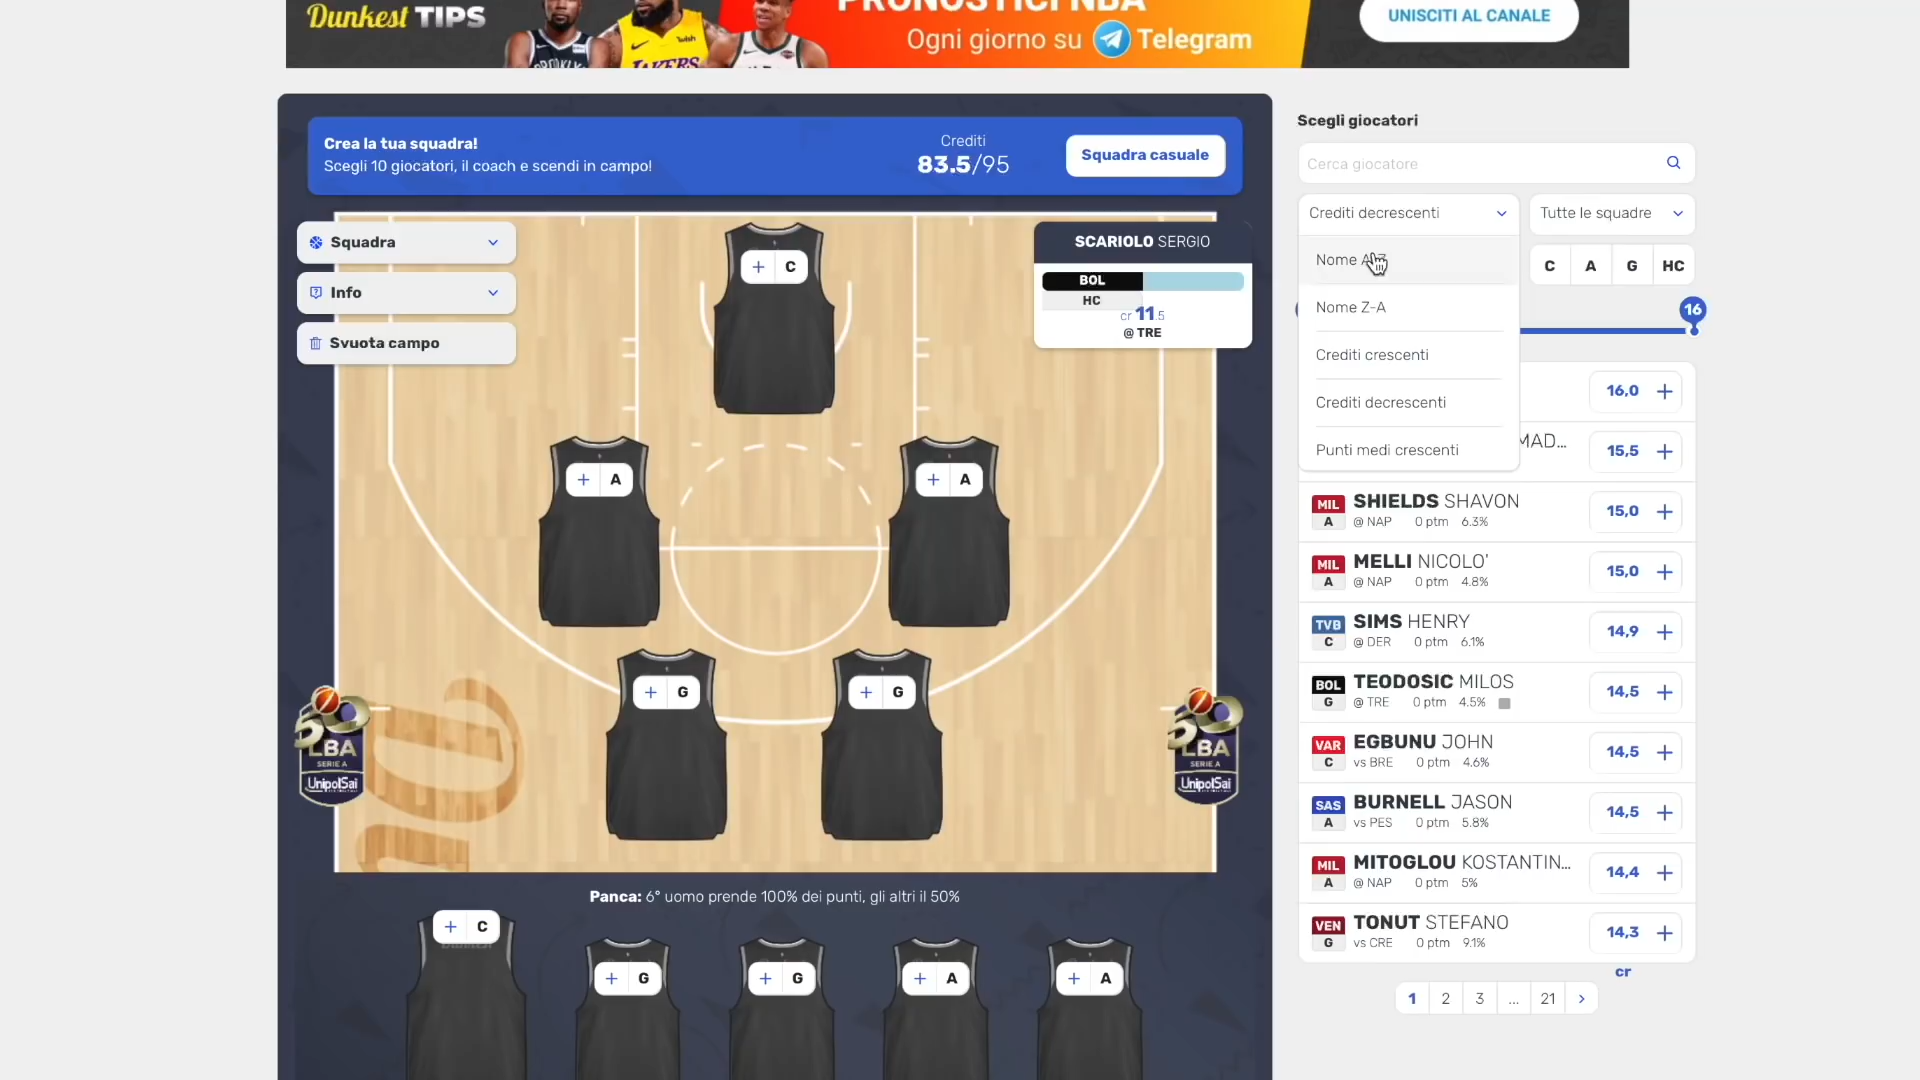 Dunkest TIPS
PRONOSTICI NBA
Ogni giorno su Telegram
UNISCITI AL CANALE
Crea la tua squadra!
Scegli 10 giocatori, il coach e scendi in campo!
Crediti
83.5/95
Squadra casuale
Squadra
Info
Svuota campo
SCARIOLO SERGIO
BOL
HC
cr 11.5
@ TRE
+ C
+ A
+ A
+ G
+ G
LBA
SERIE A
UnipolSai
LBA
SERIE A
UnipolSai
Panca: 6° uomo prende 100% dei punti, gli altri il 50%
+ C
+ G
+ G
+ A
+ A
Scegli giocatori
Cerca giocatore
Crediti decrescenti
Tutte le squadre
Nome
Nome Z-A
Crediti crescenti
Crediti decrescenti
Punti medi crescenti
C A G HC
16
16,0 +
MAD... 15,5 +
MIL SHIELDS SHAVON 15,0 +
A @ NAP 0 ptm 6.3%
MIL MELLI NICOLO' 15,0 +
A @ NAP 0 ptm 4.8%
TVB SIMS HENRY 14,9 +
C @ DER 0 ptm 6.1%
BOL TEODOSIC MILOS 14,5 +
G @ TRE 0 ptm 4.5%
VAR EGBUNU JOHN 14,5 +
C vs BRE 0 ptm 4.6%
SAS BURNELL JASON 14,5 +
A vs PES 0 ptm 5.8%
MIL MITOGLOU KOSTANTIN... 14,4 +
A @ NAP 0 ptm 5%
VEN TONUT STEFANO 14,3 +
G vs CRE 0 ptm 9.1%
cr
1 2 3 ... 21 >